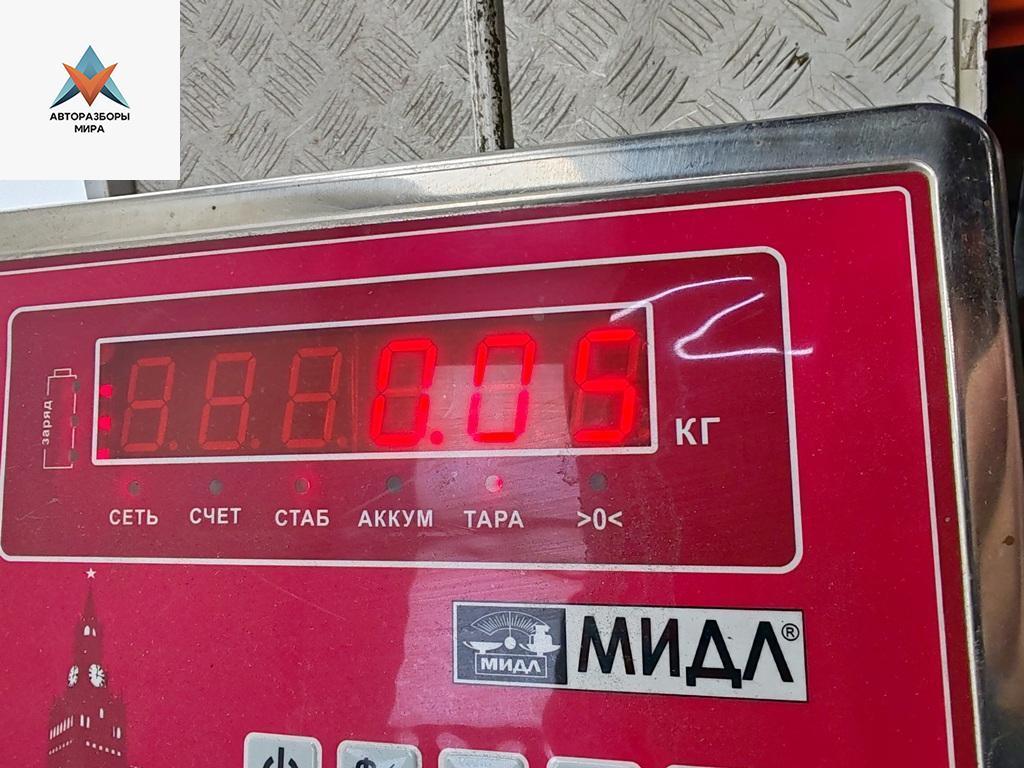 АВТОРАЗБОРЫ
МИРА
заряд
0.05
КГ
СЕТЬ СЧЕТ СТАБ АККУМ ТАРА >0<
МИДЛ
МИДЛ®